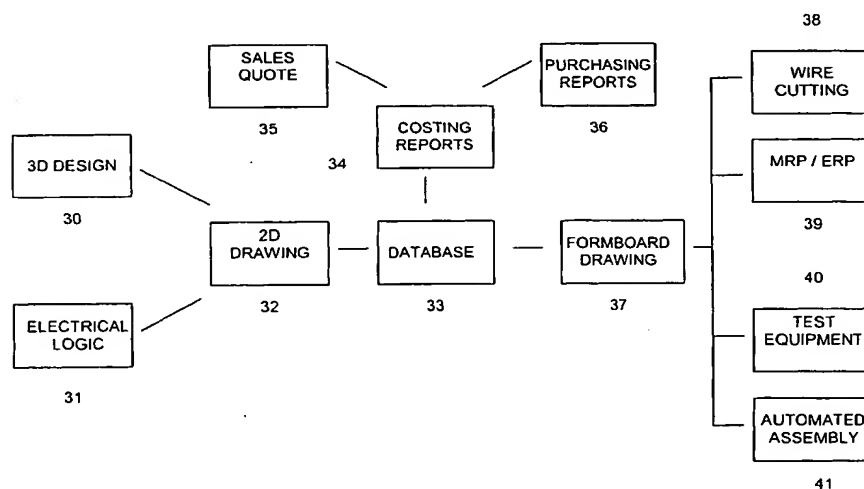 38
SALES
QUOTE
PURCHASING
REPORTS
WIRE
CUTTING
35
COSTING
REPORTS
36
34
3D DESIGN
MRP / ERP
30
2D
DRAWING
DATABASE
FORMBOARD
DRAWING
39
40
32
33
37
ELECTRICAL
LOGIC
TEST
EQUIPMENT
31
AUTOMATED
ASSEMBLY
41